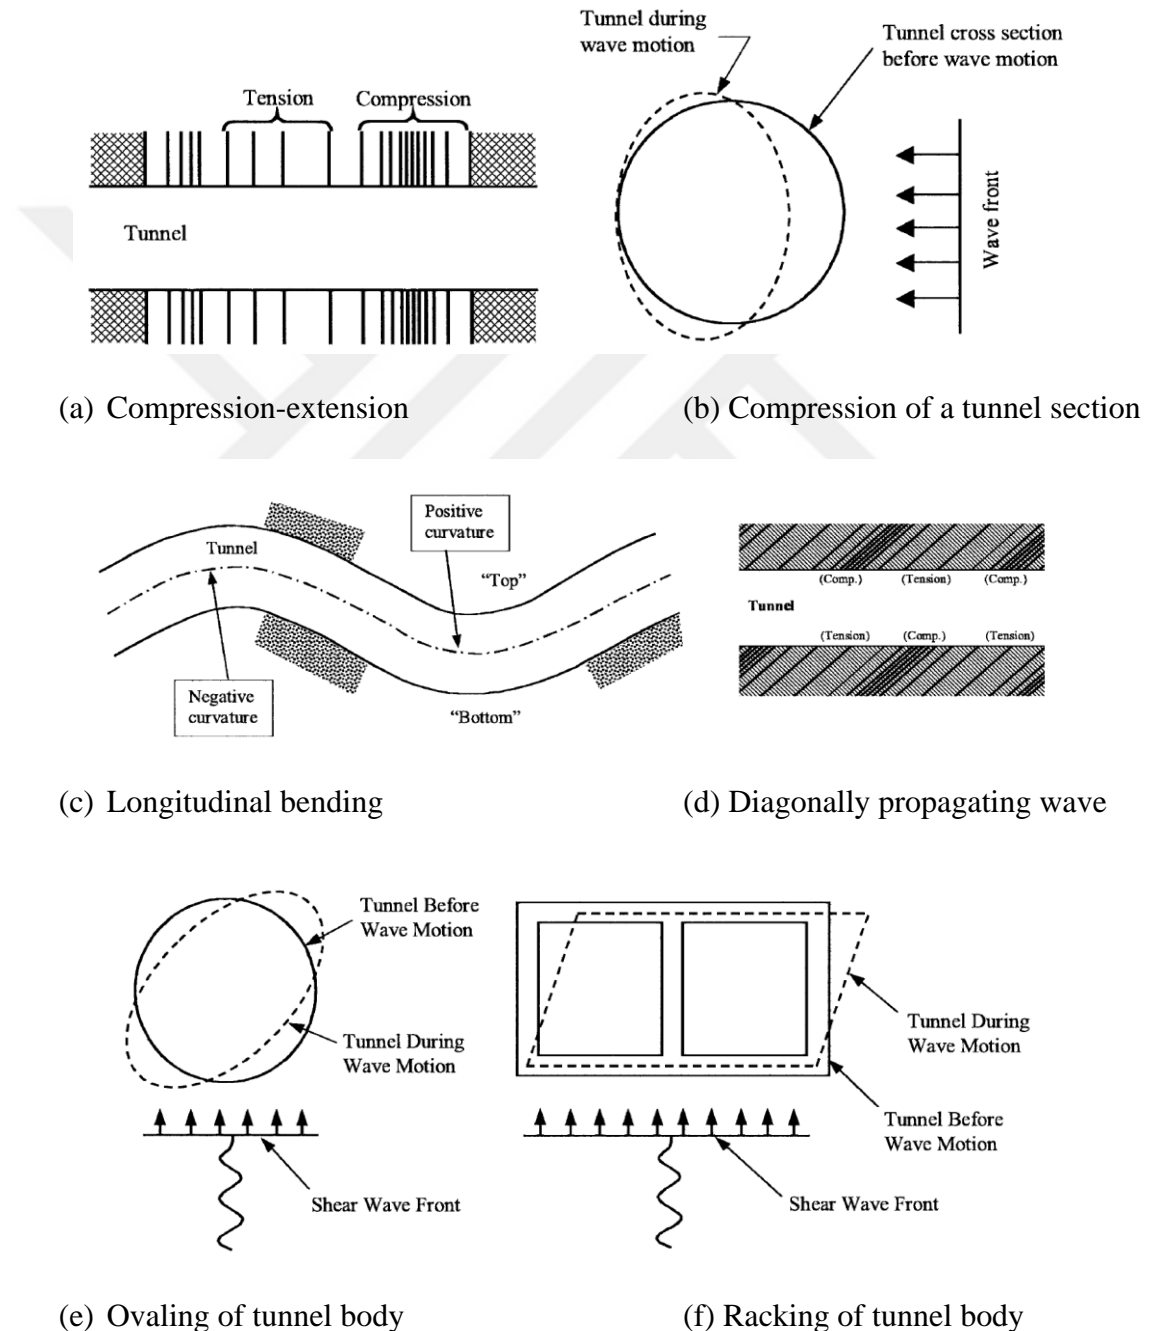 Tunnel during
wave motion
Tunnel cross section
before wave motion
Tension
Compression
Tunnel
Wave front
(a) Compression-extension
(b) Compression of a tunnel section
Positive
curvature
Tunnel
“Top”
Negative
curvature
“Bottom”
(Comp.) (Tension) (Comp.)
Tunnel
(Tension) (Comp.) (Tension)
(c) Longitudinal bending
(d) Diagonally propagating wave
Tunnel Before
Wave Motion
Tunnel During
Wave Motion
Shear Wave Front
Tunnel During
Wave Motion
Tunnel Before
Wave Motion
Shear Wave Front
(e) Ovaling of tunnel body
(f) Racking of tunnel body